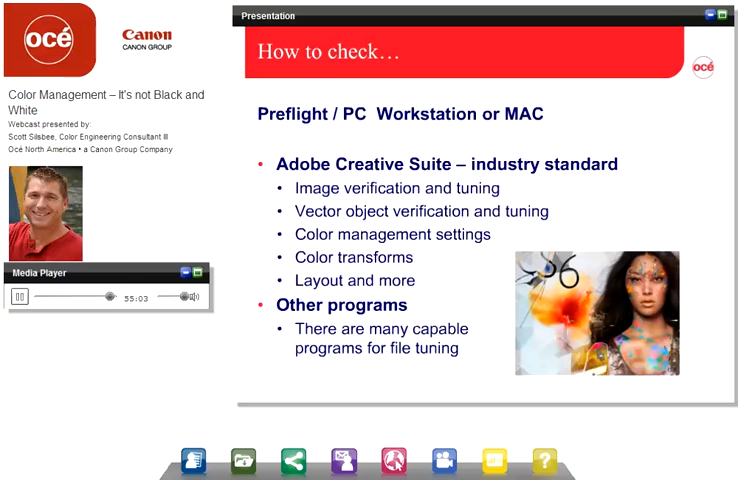 océ
Canon
CANON GROUP
Color Management – It's not Black and
White
Webcast presented by:
Scott Silsbee, Color Engineering Consultant III
Océ North America • a Canon Group Company
Media Player
55:03
Presentation
How to check…
océ
Preflight / PC Workstation or MAC
• Adobe Creative Suite – industry standard
• Image verification and tuning
• Vector object verification and tuning
• Color management settings
• Color transforms
• Layout and more
• Other programs
• There are many capable
programs for file tuning
?